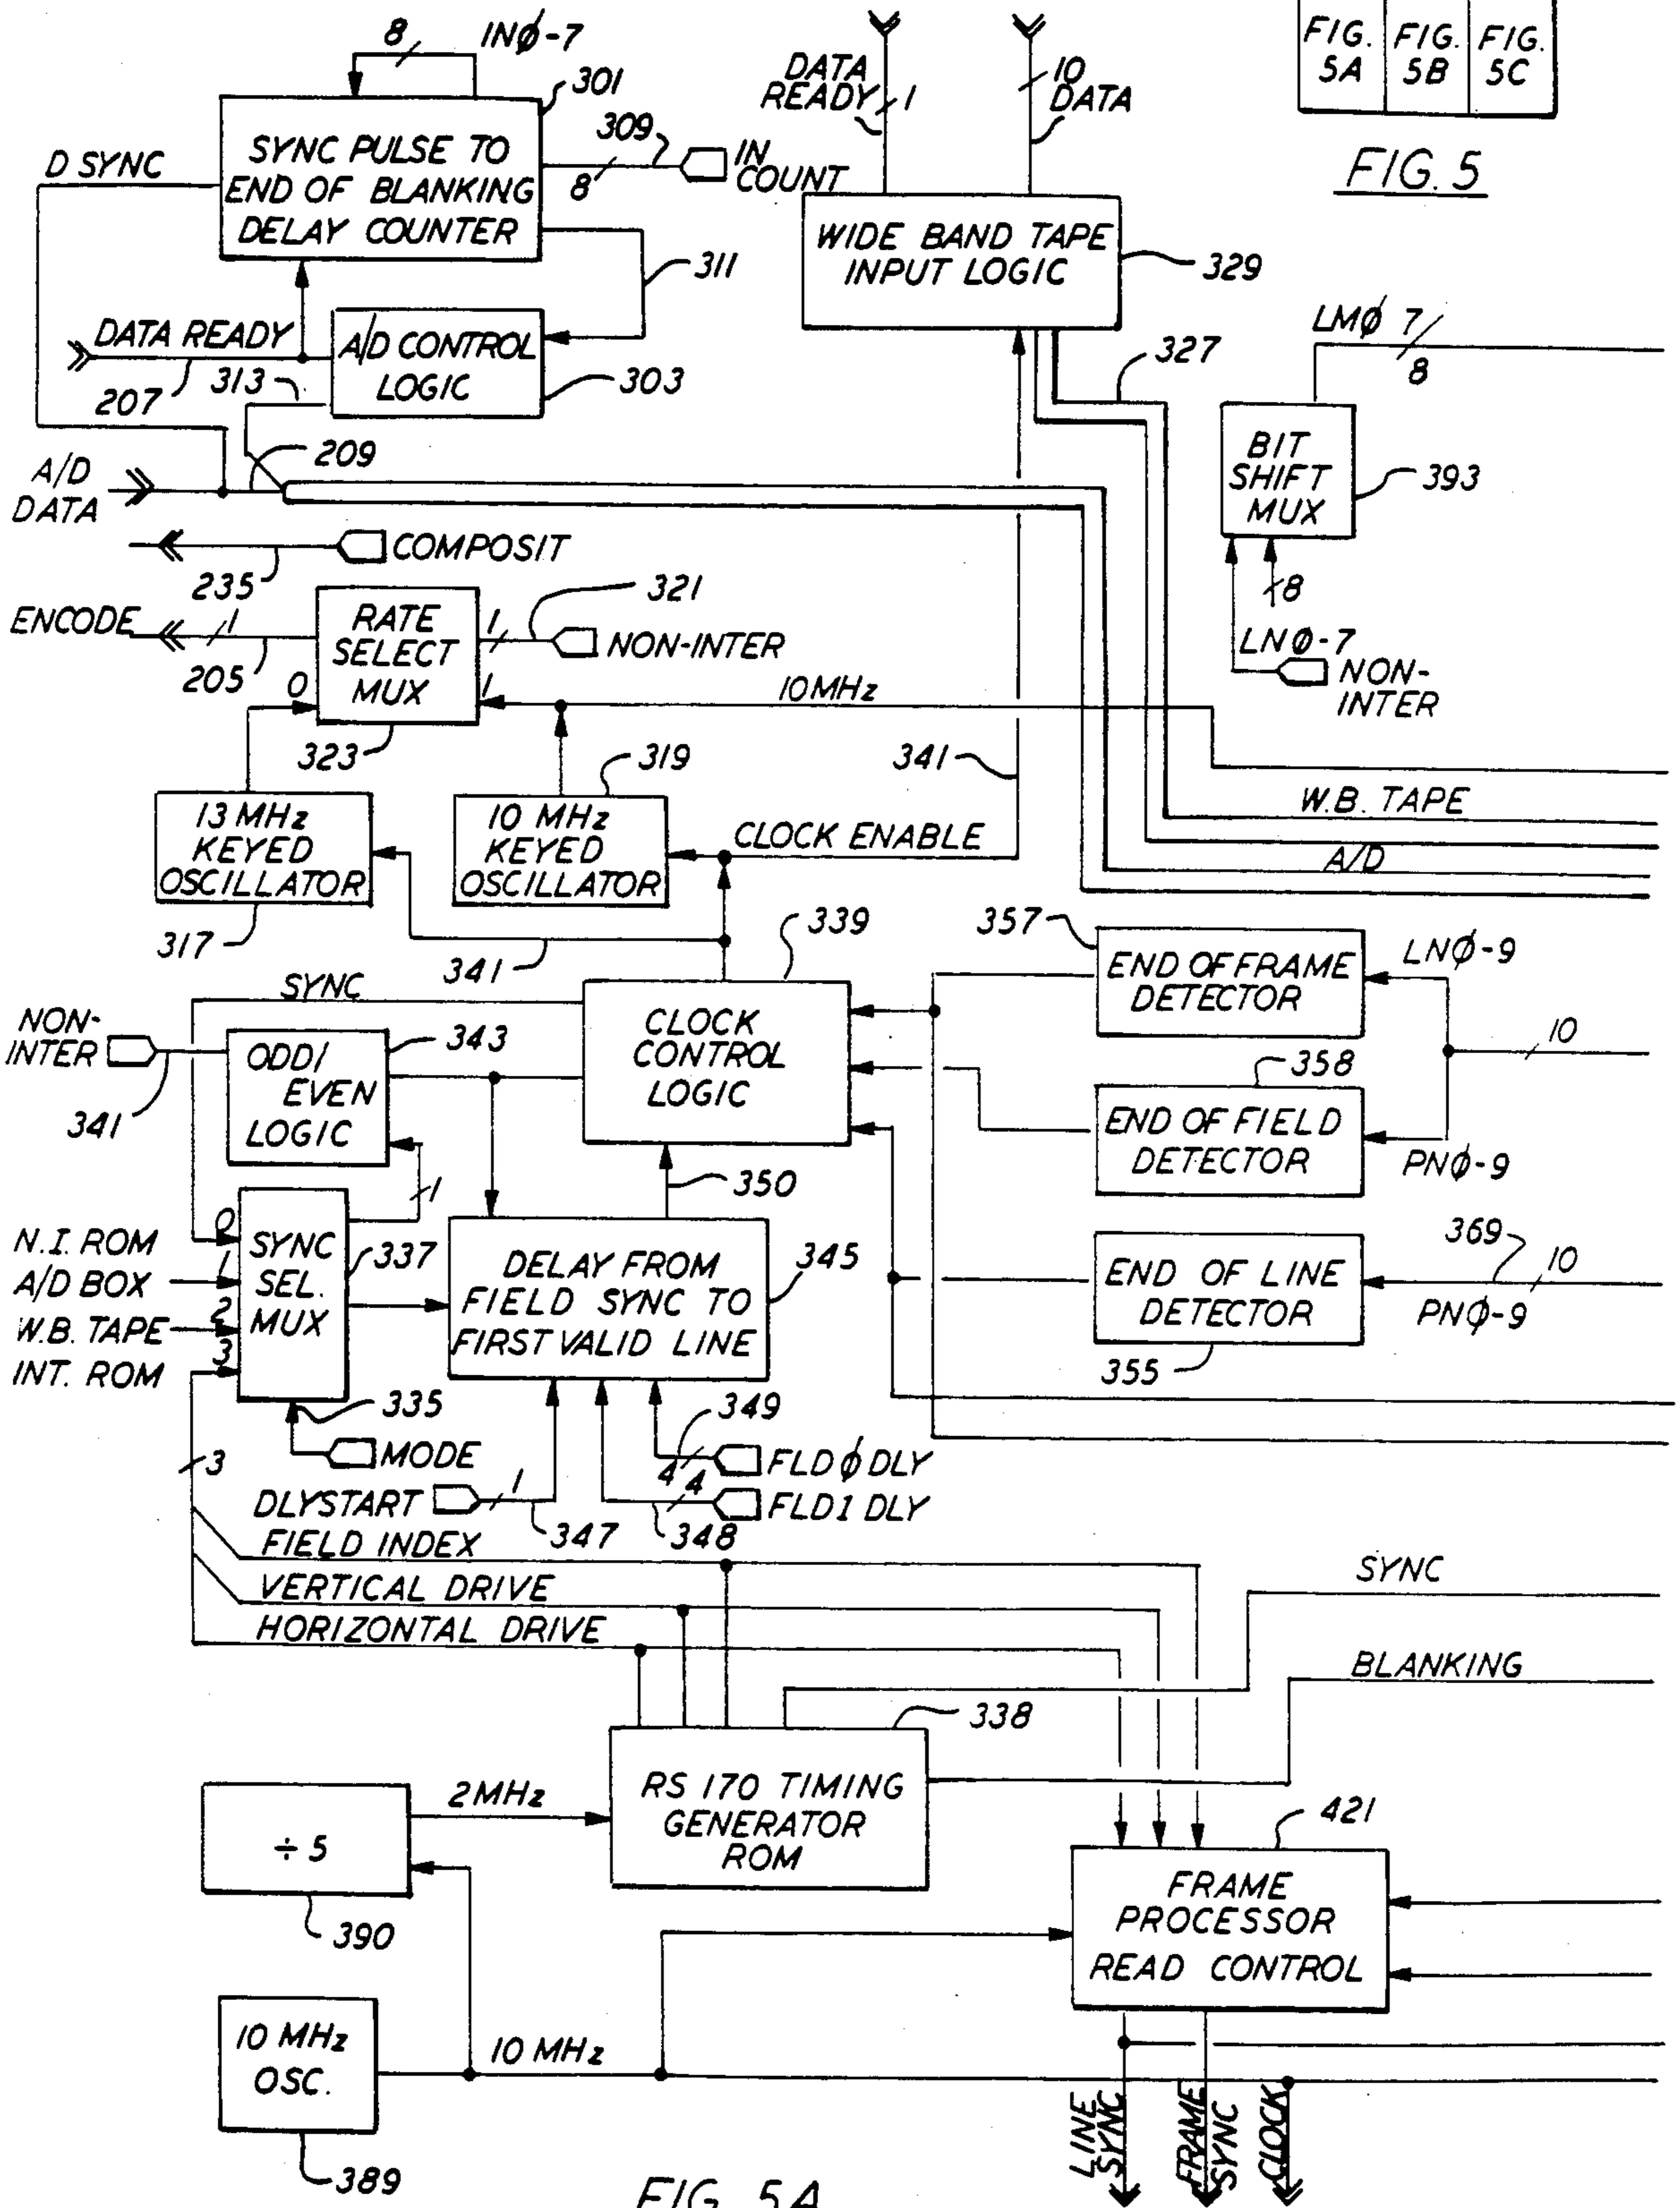 8 INφ-7
301
SYNC PULSE TO
END OF BLANKING
DELAY COUNTER
D SYNC
309
8
IN
COUNT
311
DATA READY
207
A/D CONTROL
LOGIC
303
313
209
A/D
DATA
COMPOSIT
235
ENCODE
1
205
RATE
SELECT
MUX
323
0
1
1
321
NON-INTER
10 MHz
13 MHz
KEYED
OSCILLATOR
317
10 MHz
KEYED
OSCILLATOR
319
CLOCK ENABLE
341
341
DATA
READY
1
10
DATA
WIDE BAND TAPE
INPUT LOGIC
329
327
FIG.
5A
FIG.
5B
FIG.
5C
FIG. 5
LMφ 7
8
BIT
SHIFT
MUX
393
8
LNφ-7
NON-
INTER
W.B. TAPE
A/D
339
CLOCK
CONTROL
LOGIC
SYNC
NON-
INTER
341
ODD/
EVEN
LOGIC
343
1
N.I. ROM
A/D BOX
W.B. TAPE
INT. ROM
0
1
2
3
SYNC
SEL.
MUX
337
335
MODE
3
350
DELAY FROM
FIELD SYNC TO
FIRST VALID LINE
345
349
4
FLD φ DLY
4
FLD1 DLY
348
DLYSTART
1
347
357
END OF FRAME
DETECTOR
LNφ-9
10
358
END OF FIELD
DETECTOR
PNφ-9
END OF LINE
DETECTOR
355
369
10
PNφ-9
FIELD INDEX
VERTICAL DRIVE
HORIZONTAL DRIVE
SYNC
BLANKING
338
RS 170 TIMING
GENERATOR
ROM
2 MHz
÷ 5
390
421
FRAME
PROCESSOR
READ CONTROL
10 MHz
OSC.
389
10 MHz
LINE
SYNC
FRAME
SYNC
CLOCK
FIG. 5A